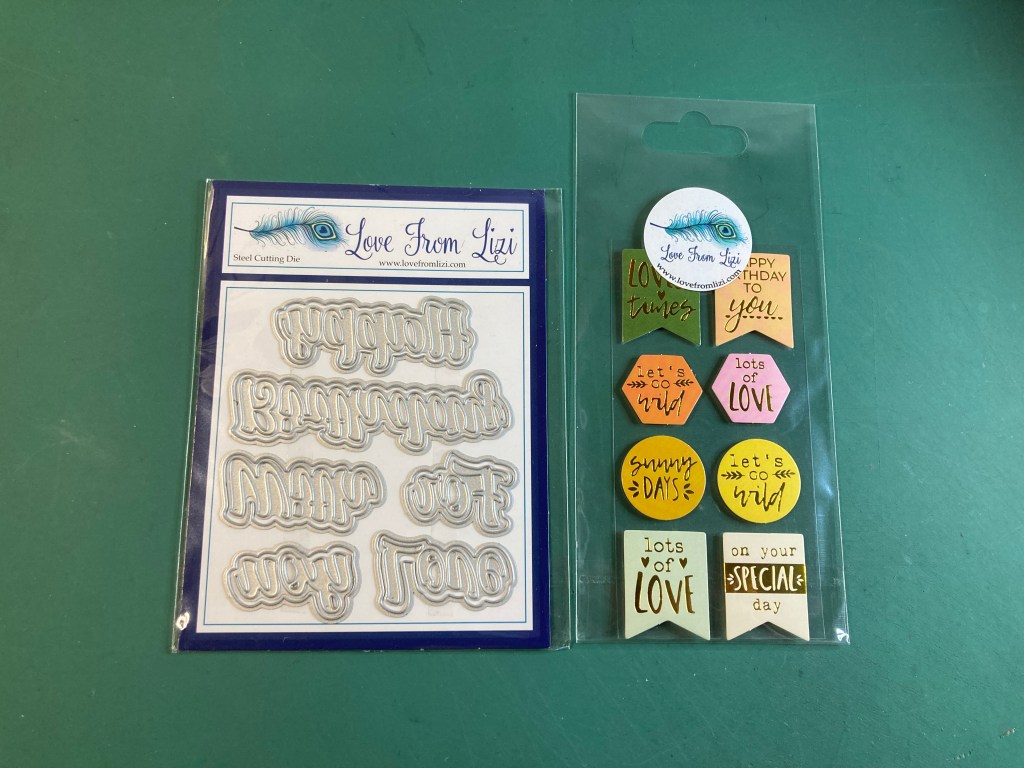 Love From Lizi
Steel Cutting Die
www.lovefromlizi.com
Happy
For
you
Love
Love From Lizi
www.lovefromlizi.com
LOV
times
PPY
THDAY
TO
you
let's
GO
wild
lots
OF
LOVE
sunny
DAYS
let's
GO
wild
lots
OF
LOVE
on your
SPECIAL
day